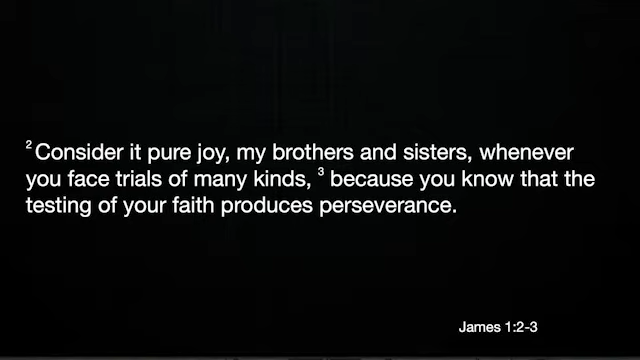 ² Consider it pure joy, my brothers and sisters, whenever
you face trials of many kinds, ³ because you know that the
testing of your faith produces perseverance.
James 1:2-3